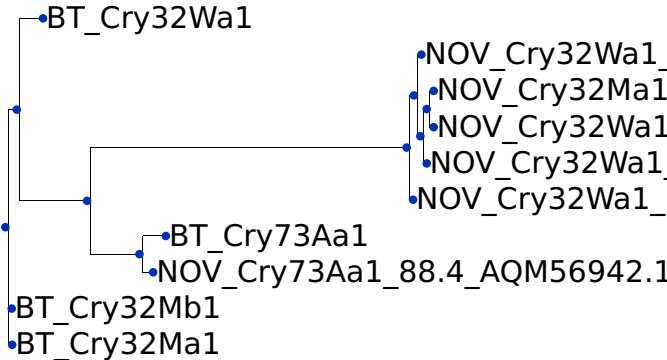 BT_Cry32Wa1
NOV_Cry32Wa1_
NOV_Cry32Ma1
NOV_Cry32Wa1
NOV_Cry32Wa1_
NOV_Cry32Wa1_
BT_Cry73Aa1
NOV_Cry73Aa1_88.4_AQM56942.1
BT_Cry32Mb1
BT_Cry32Ma1